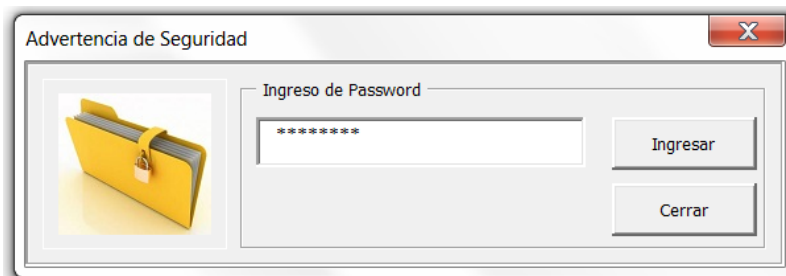 Advertencia de Seguridad
X
Ingreso de Password
********
Ingresar
Cerrar